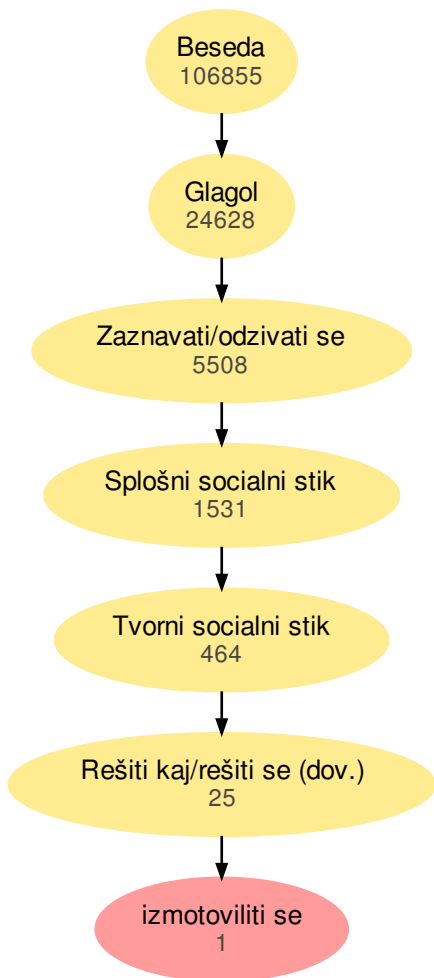 Beseda
106855
Glagol
24628
Zaznavati/odzivati se
5508
Splošni socialni stik
1531
Tvorni socialni stik
464
Rešiti kaj/rešiti se (dov.)
25
izmotoviliti se
1